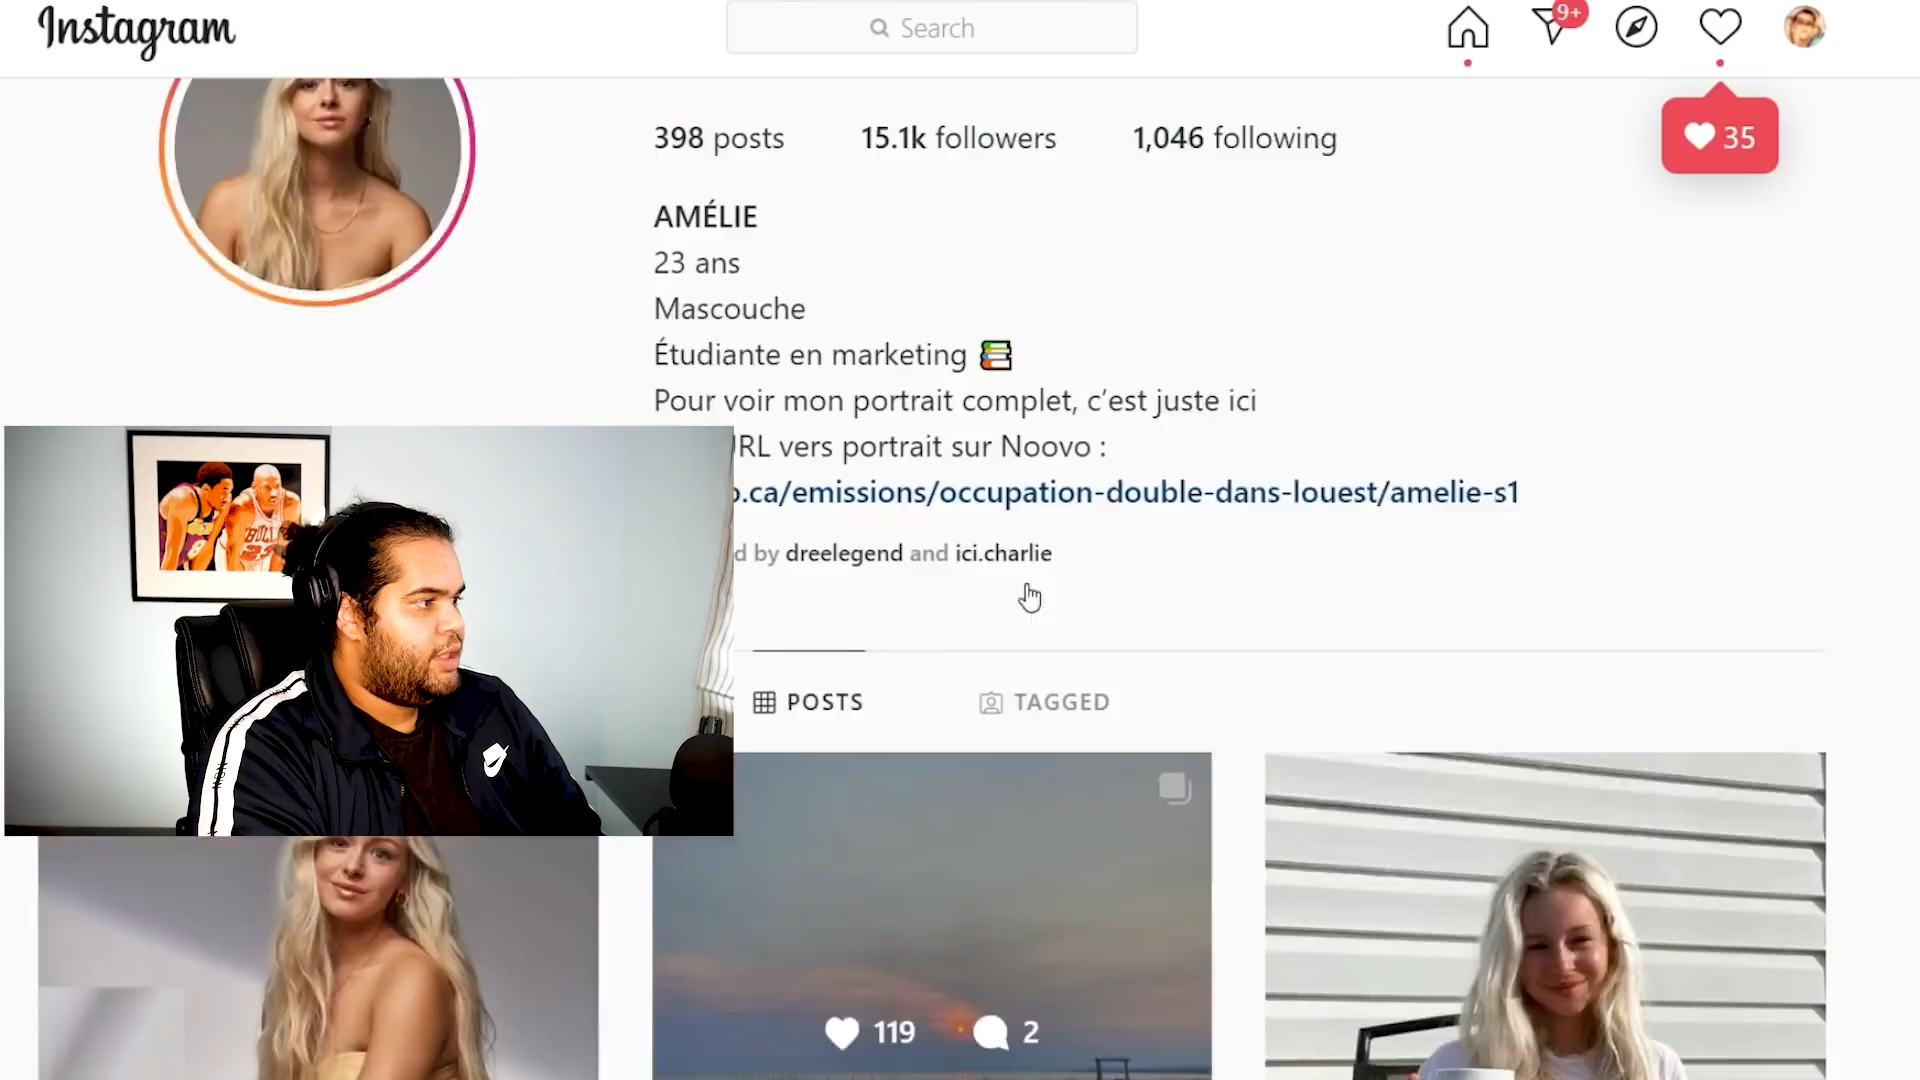 Instagram
Search
9+
398 posts 15.1k followers 1,046 following
35
AMÉLIE
23 ans
Mascouche
Étudiante en marketing
Pour voir mon portrait complet, c’est juste ici
RL vers portrait sur Noovo :
o.ca/emissions/occupation-double-dans-louest/amelie-s1
d by dreelegend and ici.charlie
POSTS TAGGED
119 2